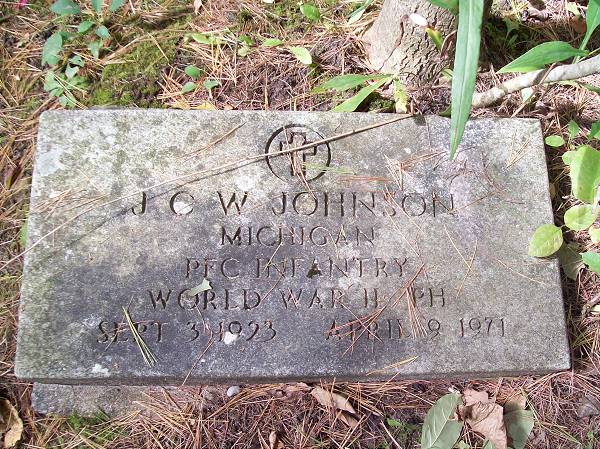 J C W JOHNSON
MICHIGAN
PFC INFANTRY
WORLD WAR II PH
SEPT 3 1923 APRIL 9 1971